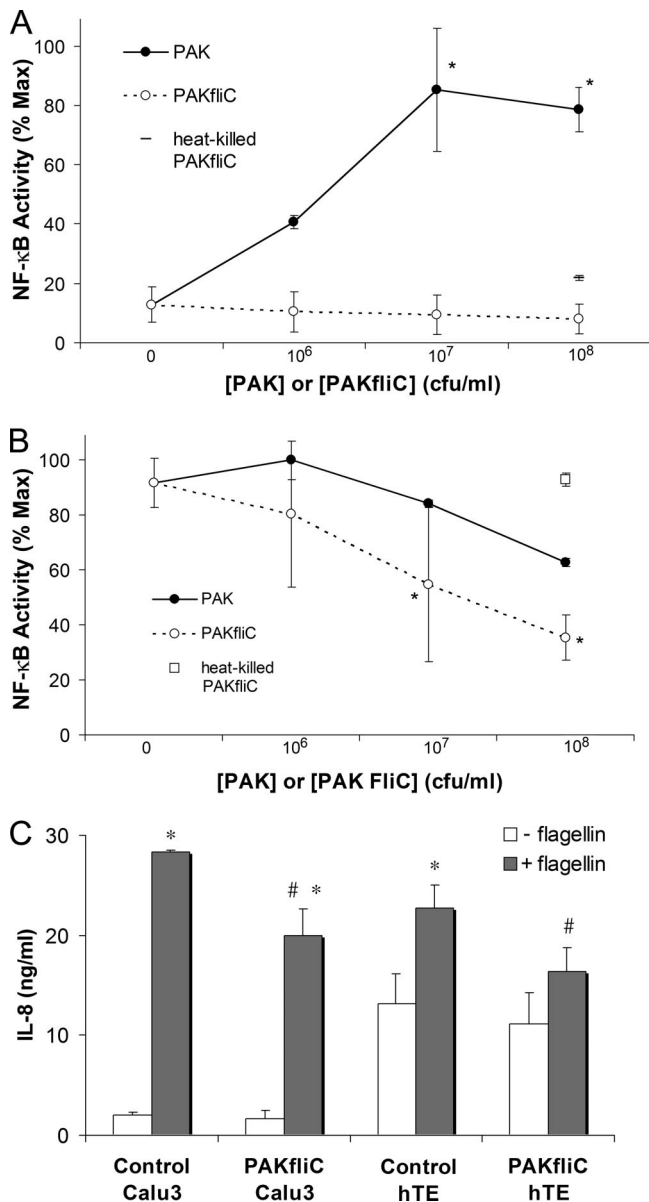 A
NF-κB Activity (% Max)
100
80
60
40
20
0
PAK
PAKfliC
heat-killed
PAKfliC
*
*
0
10⁶
10⁷
10⁸
[PAK] or [PAKfliC] (cfu/ml)
B
NF-κB Activity (% Max)
100
80
60
40
20
0
PAK
PAKfliC
heat-killed
PAKfliC
*
*
0
10⁶
10⁷
10⁸
[PAK] or [PAK FliC] (cfu/ml)
C
IL-8 (ng/ml)
30
20
10
0
- flagellin
+ flagellin
*
# *
*
#
Control
Calu3
PAKfliC
Calu3
Control
hTE
PAKfliC
hTE